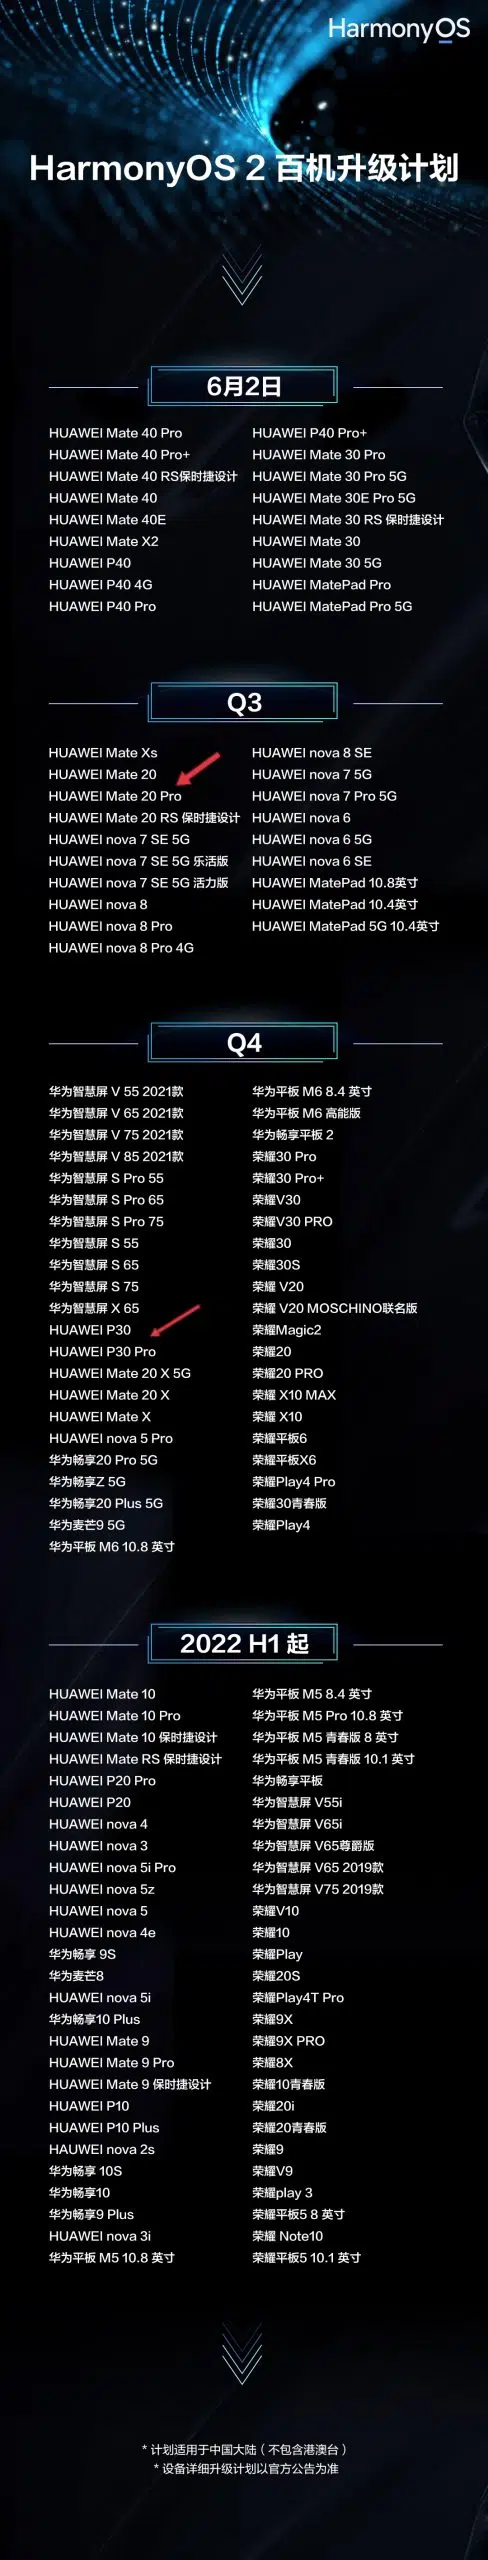 HarmonyOS
HarmonyOS 2 百机升级计划
6月2日
HUAWEI Mate 40 Pro
HUAWEI Mate 40 Pro+
HUAWEI Mate 40 RS保时捷设计
HUAWEI Mate 40
HUAWEI Mate 40E
HUAWEI Mate X2
HUAWEI P40
HUAWEI P40 4G
HUAWEI P40 Pro
HUAWEI P40 Pro+
HUAWEI Mate 30 Pro
HUAWEI Mate 30 Pro 5G
HUAWEI Mate 30E Pro 5G
HUAWEI Mate 30 RS 保时捷设计
HUAWEI Mate 30
HUAWEI Mate 30 5G
HUAWEI MatePad Pro
HUAWEI MatePad Pro 5G
Q3
HUAWEI Mate Xs
HUAWEI Mate 20
HUAWEI Mate 20 Pro
HUAWEI Mate 20 RS 保时捷设计
HUAWEI nova 7 SE 5G
HUAWEI nova 7 SE 5G 乐活版
HUAWEI nova 7 SE 5G 活力版
HUAWEI nova 8
HUAWEI nova 8 Pro
HUAWEI nova 8 Pro 4G
HUAWEI nova 8 SE
HUAWEI nova 7 5G
HUAWEI nova 7 Pro 5G
HUAWEI nova 6
HUAWEI nova 6 5G
HUAWEI nova 6 SE
HUAWEI MatePad 10.8英寸
HUAWEI MatePad 10.4英寸
HUAWEI MatePad 5G 10.4英寸
Q4
华为智慧屏 V 55 2021款
华为智慧屏 V 65 2021款
华为智慧屏 V 75 2021款
华为智慧屏 V 85 2021款
华为智慧屏 S Pro 55
华为智慧屏 S Pro 65
华为智慧屏 S Pro 75
华为智慧屏 S 55
华为智慧屏 S 65
华为智慧屏 S 75
华为智慧屏 X 65
HUAWEI P30
HUAWEI P30 Pro
HUAWEI Mate 20 X 5G
HUAWEI Mate 20 X
HUAWEI Mate X
HUAWEI nova 5 Pro
华为畅享20 Pro 5G
华为畅享Z 5G
华为畅享20 Plus 5G
华为麦芒9 5G
华为平板 M6 10.8 英寸
华为平板 M6 8.4 英寸
华为平板 M6 高能版
华为畅享平板 2
荣耀30 Pro
荣耀30 Pro+
荣耀V30
荣耀V30 PRO
荣耀30
荣耀30S
荣耀 V20
荣耀 V20 MOSCHINO联名版
荣耀Magic2
荣耀20
荣耀20 PRO
荣耀 X10 MAX
荣耀 X10
荣耀平板6
荣耀平板X6
荣耀Play4 Pro
荣耀30青春版
荣耀Play4
2022 H1 起
HUAWEI Mate 10
HUAWEI Mate 10 Pro
HUAWEI Mate 10 保时捷设计
HUAWEI Mate RS 保时捷设计
HUAWEI P20 Pro
HUAWEI P20
HUAWEI nova 4
HUAWEI nova 3
HUAWEI nova 5i Pro
HUAWEI nova 5z
HUAWEI nova 5
HUAWEI nova 4e
华为畅享 9S
华为麦芒8
HUAWEI nova 5i
华为畅享10 Plus
HUAWEI Mate 9
HUAWEI Mate 9 Pro
HUAWEI Mate 9 保时捷设计
HUAWEI P10
HUAWEI P10 Plus
HAUWEI nova 2s
华为畅享 10S
华为畅享10
华为畅享9 Plus
HUAWEI nova 3i
华为平板 M5 10.8 英寸
华为平板 M5 8.4 英寸
华为平板 M5 Pro 10.8 英寸
华为平板 M5 青春版 8 英寸
华为平板 M5 青春版 10.1 英寸
华为畅享平板
华为智慧屏 V55i
华为智慧屏 V65i
华为智慧屏 V65尊爵版
华为智慧屏 V65 2019款
华为智慧屏 V75 2019款
荣耀V10
荣耀10
荣耀Play
荣耀20S
荣耀Play4T Pro
荣耀9X
荣耀9X PRO
荣耀8X
荣耀10青春版
荣耀20i
荣耀20青春版
荣耀9
荣耀V9
荣耀play 3
荣耀平板5 8 英寸
荣耀 Note10
荣耀平板5 10.1 英寸
* 计划适用于中国大陆（不包含港澳台）
* 设备详细升级计划以官方公告为准